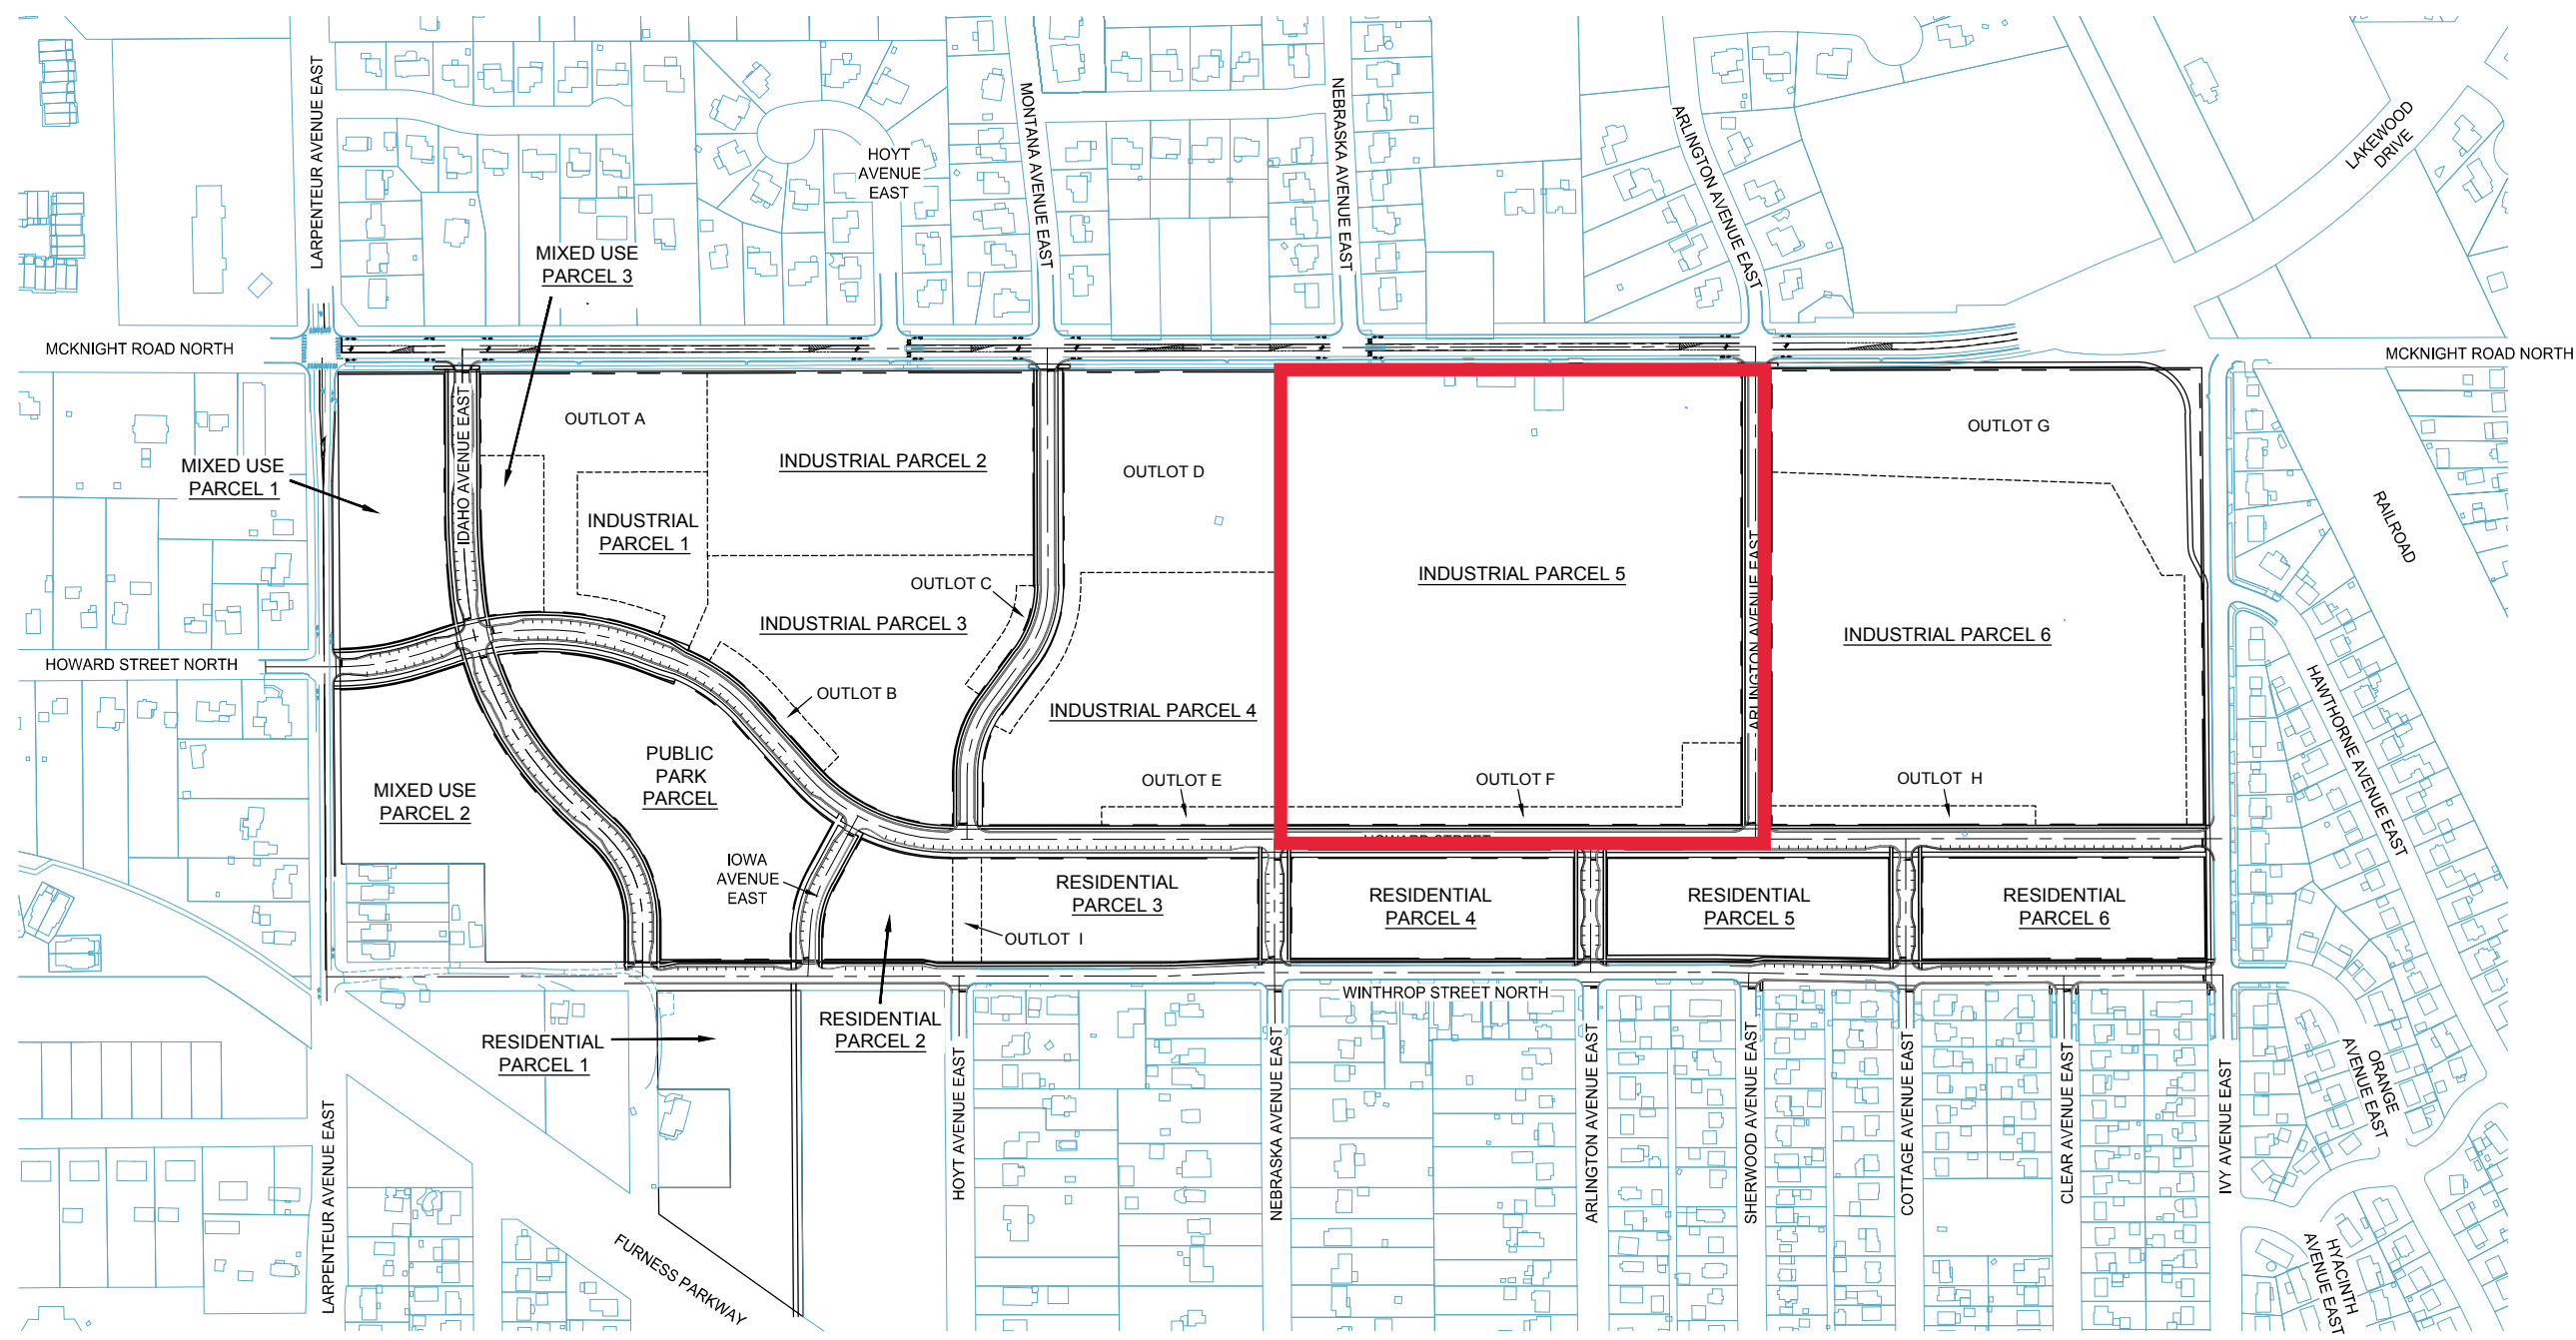 LARPENTEUR AVENUE EAST
HOYT
AVENUE
EAST
MONTANA AVENUE EAST
NEBRASKA AVENUE EAST
ARLINGTON AVENUE EAST
LAKEWOOD
DRIVE
MIXED USE
PARCEL 3
MCKNIGHT ROAD NORTH
MCKNIGHT ROAD NORTH
IDAHO AVENUE EAST
OUTLOT A
INDUSTRIAL PARCEL 2
OUTLOT D
OUTLOT G
MIXED USE
PARCEL 1
INDUSTRIAL
PARCEL 1
RAILROAD
OUTLOT C
INDUSTRIAL PARCEL 5
ARLINGTON AVENUE EAST
INDUSTRIAL PARCEL 3
INDUSTRIAL PARCEL 6
HOWARD STREET NORTH
OUTLOT B
INDUSTRIAL PARCEL 4
HAWTHORNE AVENUE EAST
PUBLIC
PARK
PARCEL
MIXED USE
PARCEL 2
OUTLOT E
OUTLOT F
OUTLOT H
HOWARD STREET
IOWA
AVENUE
EAST
RESIDENTIAL
PARCEL 3
RESIDENTIAL
PARCEL 4
RESIDENTIAL
PARCEL 5
RESIDENTIAL
PARCEL 6
OUTLOT I
WINTHROP STREET NORTH
RESIDENTIAL
PARCEL 2
RESIDENTIAL
PARCEL 1
LARPENTEUR AVENUE EAST
HOYT AVENUE EAST
NEBRASKA AVENUE EAST
ARLINGTON AVENUE EAST
SHERWOOD AVENUE EAST
COTTAGE AVENUE EAST
CLEAR AVENUE EAST
IVY AVENUE EAST
ORANGE
AVENUE EAST
FURNESS PARKWAY
HYACINTH
AVENUE EAST